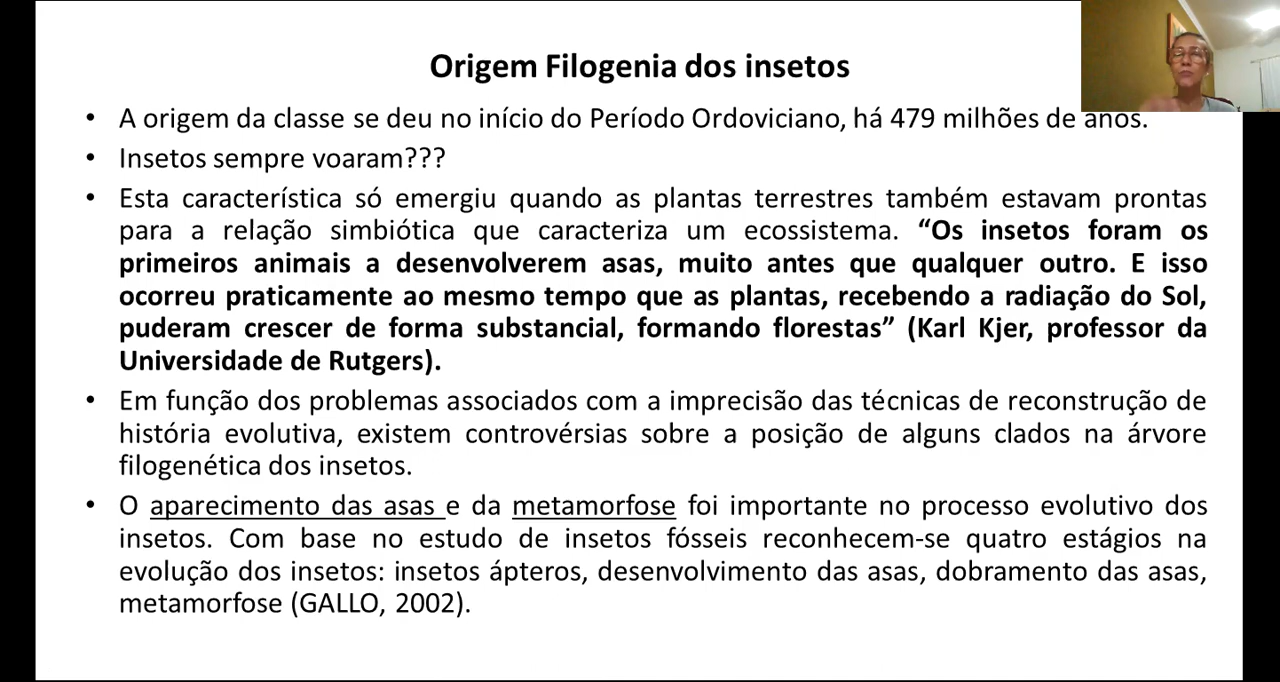 Origem Filogenia dos insetos
• A origem da classe se deu no início do Período Ordoviciano, há 479 milhões de anos.
• Insetos sempre voaram???
• Esta característica só emergiu quando as plantas terrestres também estavam prontas
para a relação simbiótica que caracteriza um ecossistema. “Os insetos foram os
primeiros animais a desenvolverem asas, muito antes que qualquer outro. E isso
ocorreu praticamente ao mesmo tempo que as plantas, recebendo a radiação do Sol,
puderam crescer de forma substancial, formando florestas” (Karl Kjer, professor da
Universidade de Rutgers).
• Em função dos problemas associados com a imprecisão das técnicas de reconstrução de
história evolutiva, existem controvérsias sobre a posição de alguns clados na árvore
filogenética dos insetos.
• O aparecimento das asas e da metamorfose foi importante no processo evolutivo dos
insetos. Com base no estudo de insetos fósseis reconhecem-se quatro estágios na
evolução dos insetos: insetos ápteros, desenvolvimento das asas, dobramento das asas,
metamorfose (GALLO, 2002).